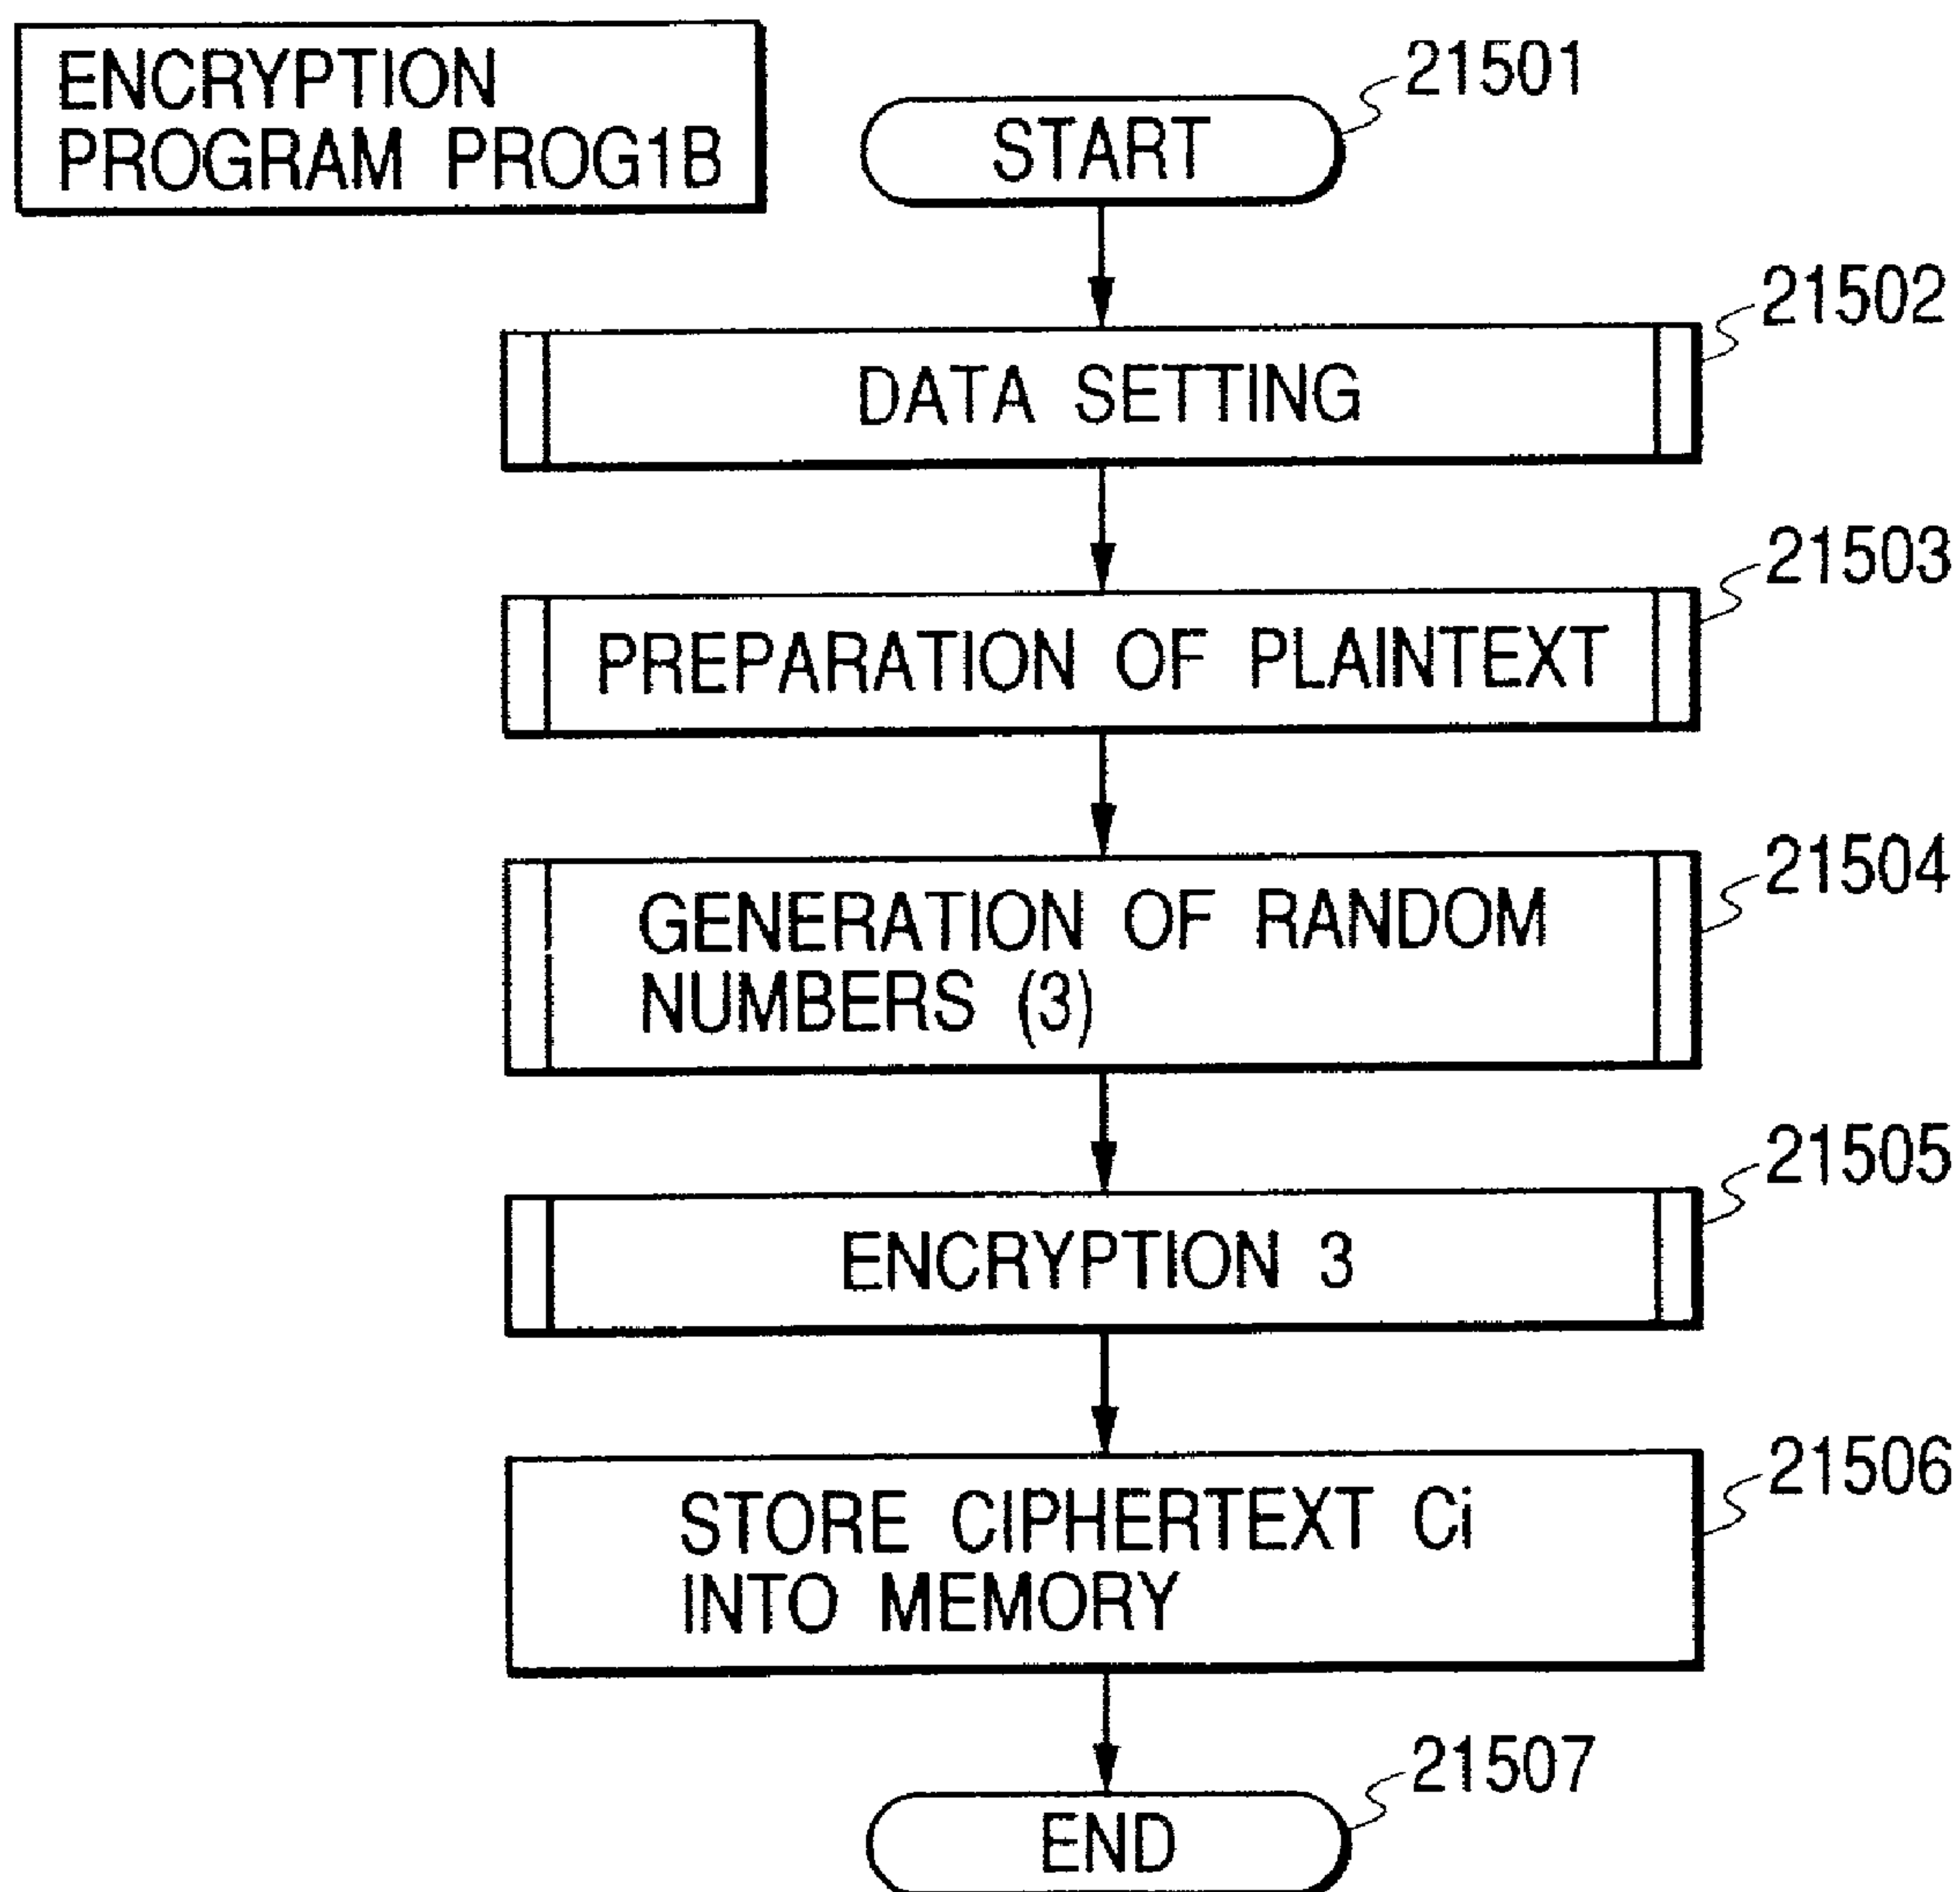 ENCRYPTION
PROGRAM PROG1B
START
21501
DATA SETTING
21502
PREPARATION OF PLAINTEXT
21503
GENERATION OF RANDOM
NUMBERS (3)
21504
ENCRYPTION 3
21505
STORE CIPHERTEXT Ci
INTO MEMORY
21506
END
21507